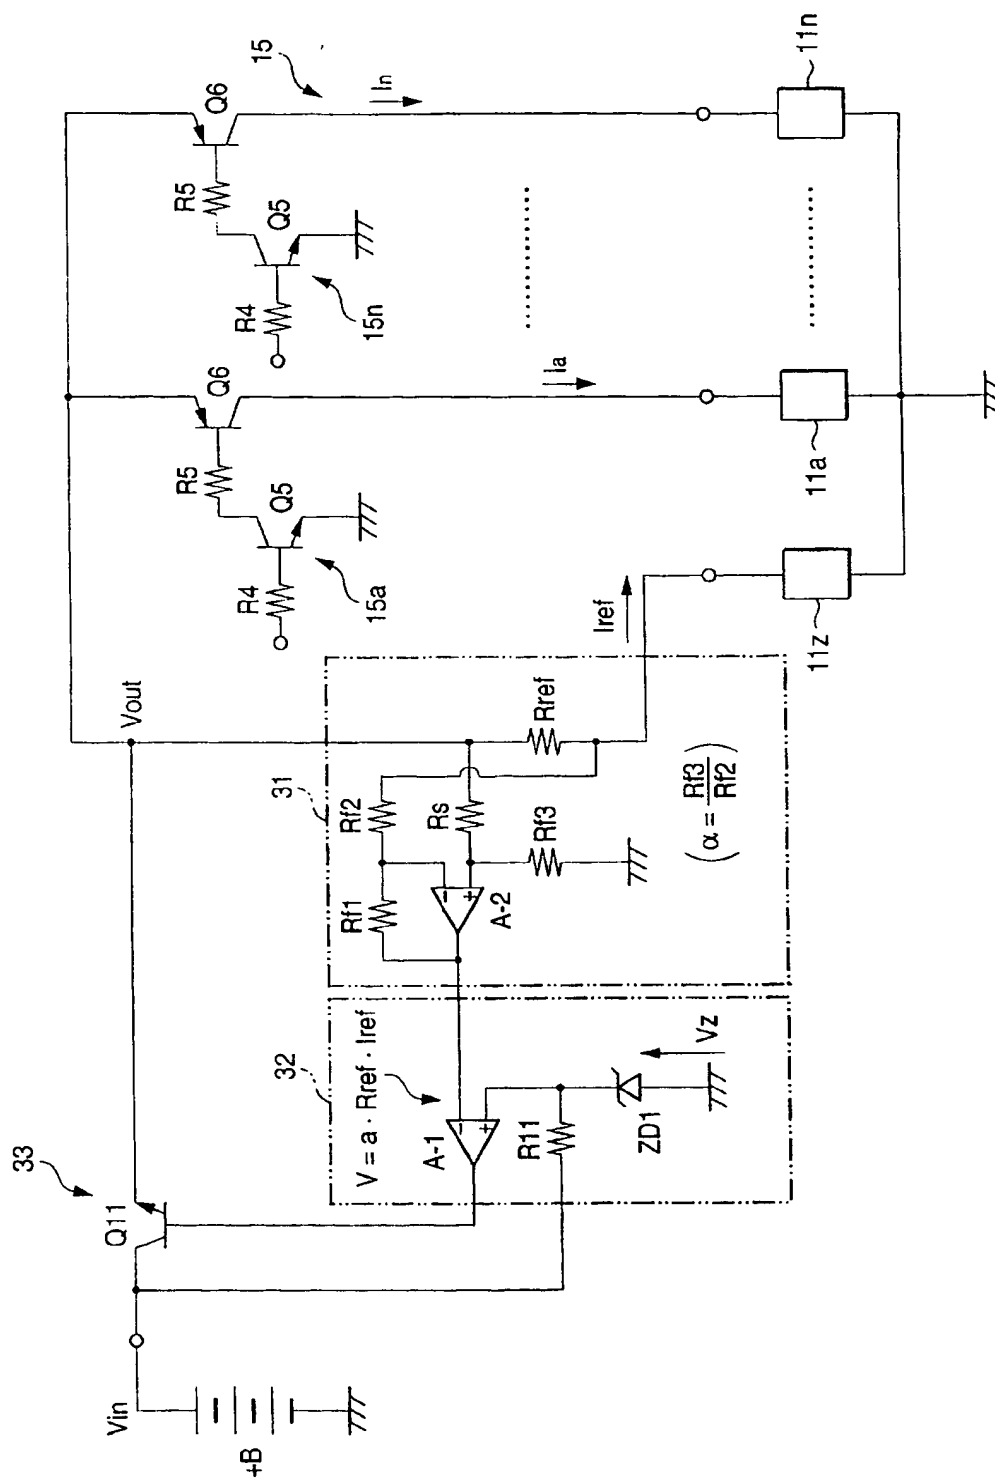 33
Q11
Vin
+B
Vout
32
V = a · Rref · Iref
A-1
R11
ZD1
Vz
31
Rf1
Rf2
Rs
Rref
Rf3
A-2
(α = Rf3
Rf2)
Iref
R4
R5
Q5
Q6
15a
Ia
R4
R5
Q5
Q6
15n
15
In
11z
11a
11n